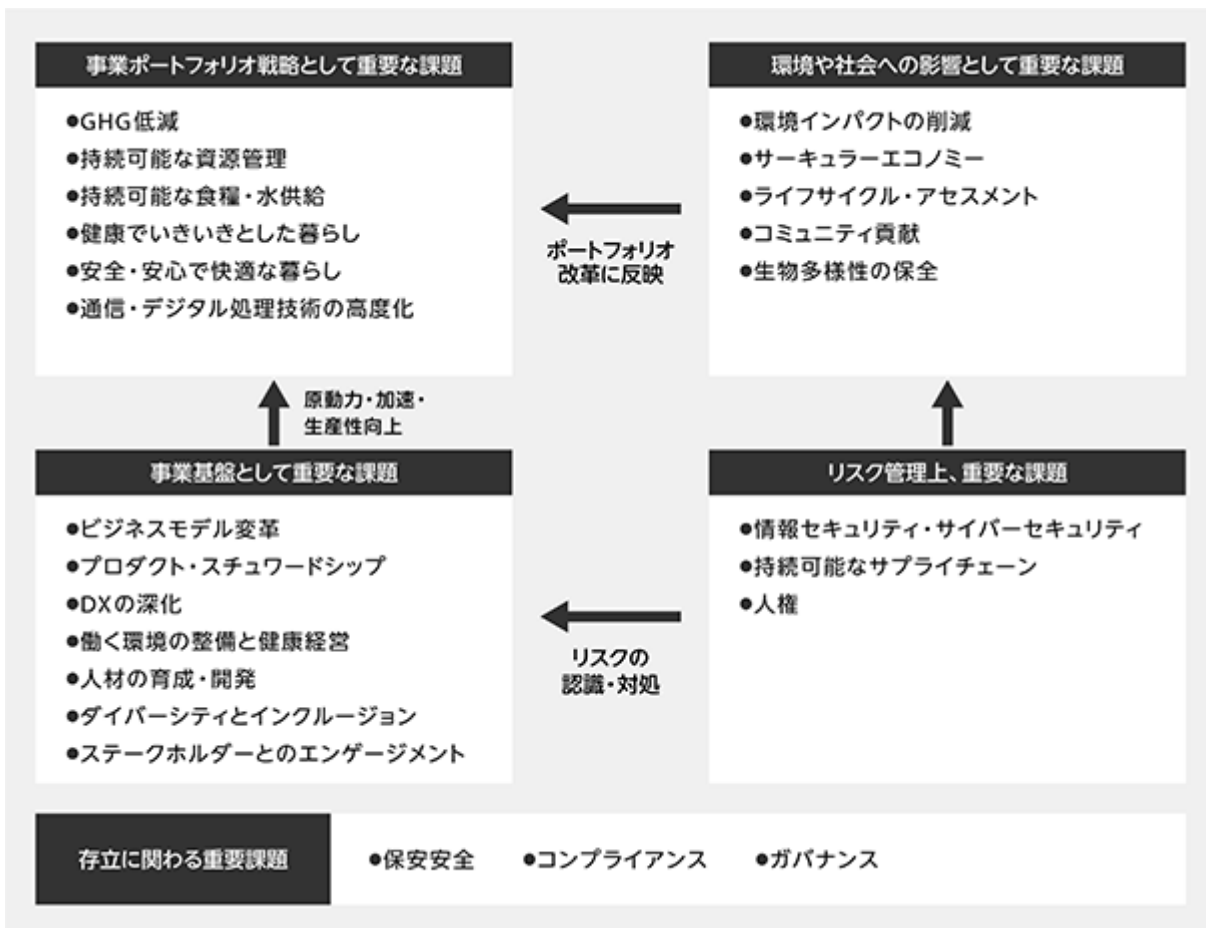 事業ポートフォリオ戦略として重要な課題
●GHG低減
●持続可能な資源管理
●持続可能な食糧・水供給
●健康でいきいきとした暮らし
●安全・安心で快適な暮らし
●通信・デジタル処理技術の高度化
ポートフォリオ
改革に反映
環境や社会への影響として重要な課題
●環境インパクトの削減
●サーキュラーエコノミー
●ライフサイクル・アセスメント
●コミュニティ貢献
●生物多様性の保全
原動力・加速・
生産性向上
事業基盤として重要な課題
●ビジネスモデル変革
●プロダクト・スチュワードシップ
●DXの深化
●働く環境の整備と健康経営
●人材の育成・開発
●ダイバーシティとインクルージョン
●ステークホルダーとのエンゲージメント
リスクの
認識・対処
リスク管理上、重要な課題
●情報セキュリティ・サイバーセキュリティ
●持続可能なサプライチェーン
●人権
存立に関わる重要課題
●保安安全 ●コンプライアンス ●ガバナンス